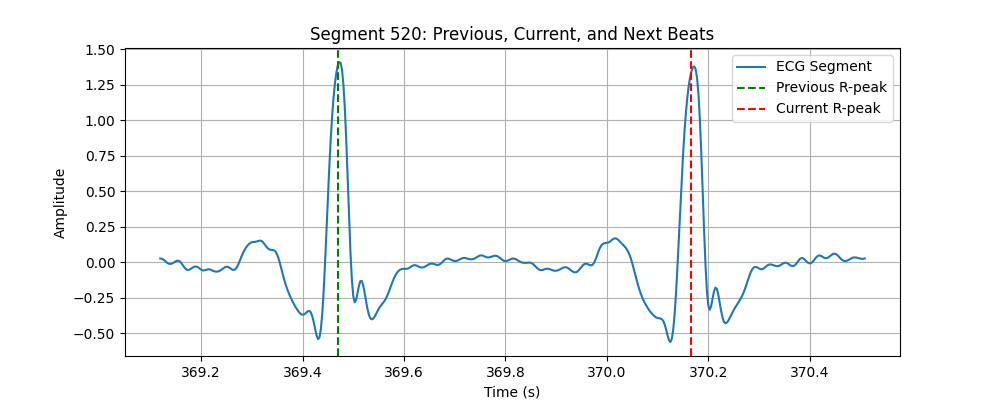 Segment 520: Previous, Current, and Next Beats
1.50
1.25
1.00
0.75
0.50
0.25
0.00
−0.25
−0.50
Amplitude
ECG Segment
Previous R-peak
Current R-peak
369.2 369.4 369.6 369.8 370.0 370.2 370.4
Time (s)